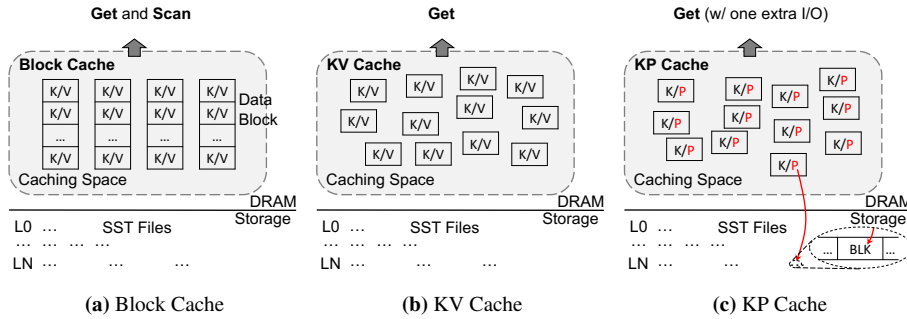 Get and Scan
Block Cache
K/V K/V K/V K/V
K/V K/V K/V K/V
... ... ... ...
K/V K/V K/V K/V
Data
Block
Caching Space
DRAM
Storage
L0 ... SST Files
... ... ... ...
LN ... ... ...
(a) Block Cache
Get
KV Cache
K/V K/V K/V K/V
K/V K/V K/V K/V
K/V K/V K/V K/V
Caching Space
DRAM
Storage
L0 ... SST Files
... ... ... ...
LN ... ... ...
(b) KV Cache
Get (w/ one extra I/O)
KP Cache
K/P K/P K/P K/P
K/P K/P K/P K/P
K/P K/P K/P
K/P
Caching Space
DRAM
Storage
L0 ... SST Files
... ... ... ...
LN ... ... ...
... BLK ...
(c) KP Cache